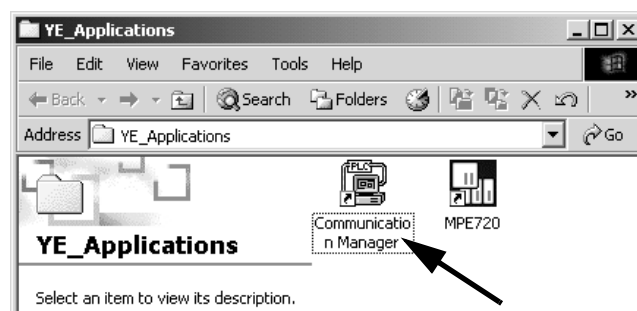 YE_Applications
File Edit View Favorites Tools Help
Back Search Folders »
Address YE_Applications Go
PLC
Communicatio
n Manager
MPE720
YE_Applications
Select an item to view its description.